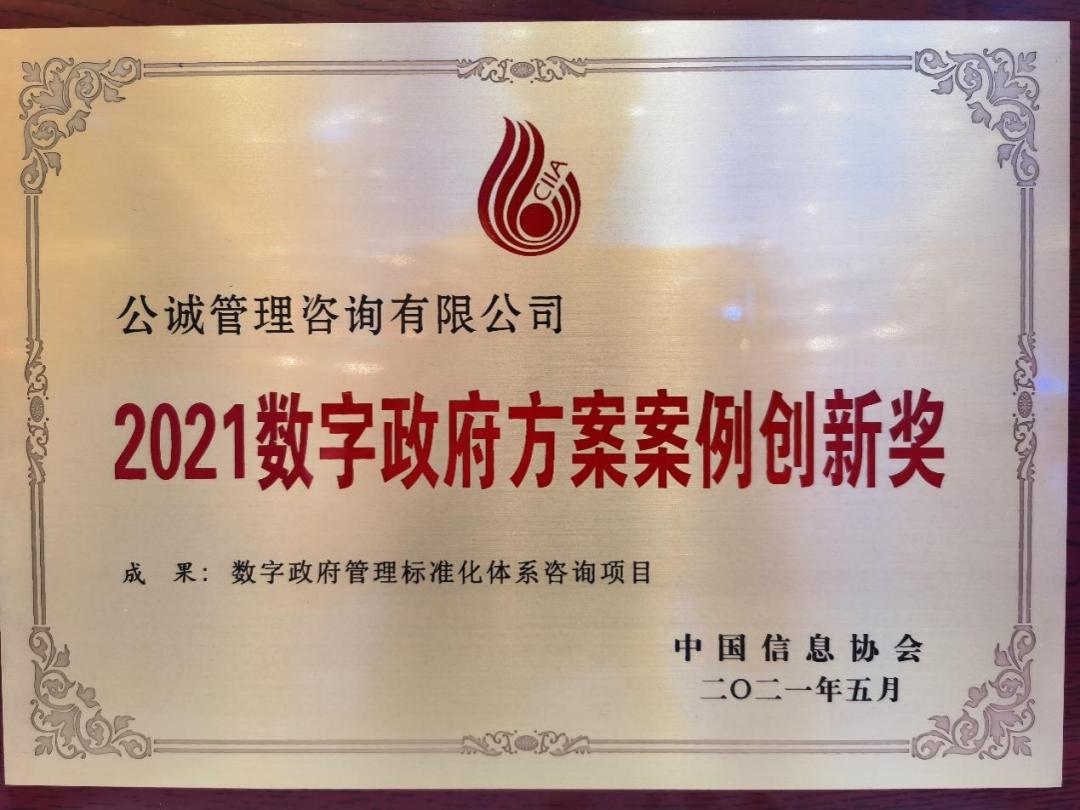 CIIA
公诚管理咨询有限公司
2021数字政府方案案例创新奖
成 果：数字政府管理标准化体系咨询项目
中国信息协会
二〇二一年五月